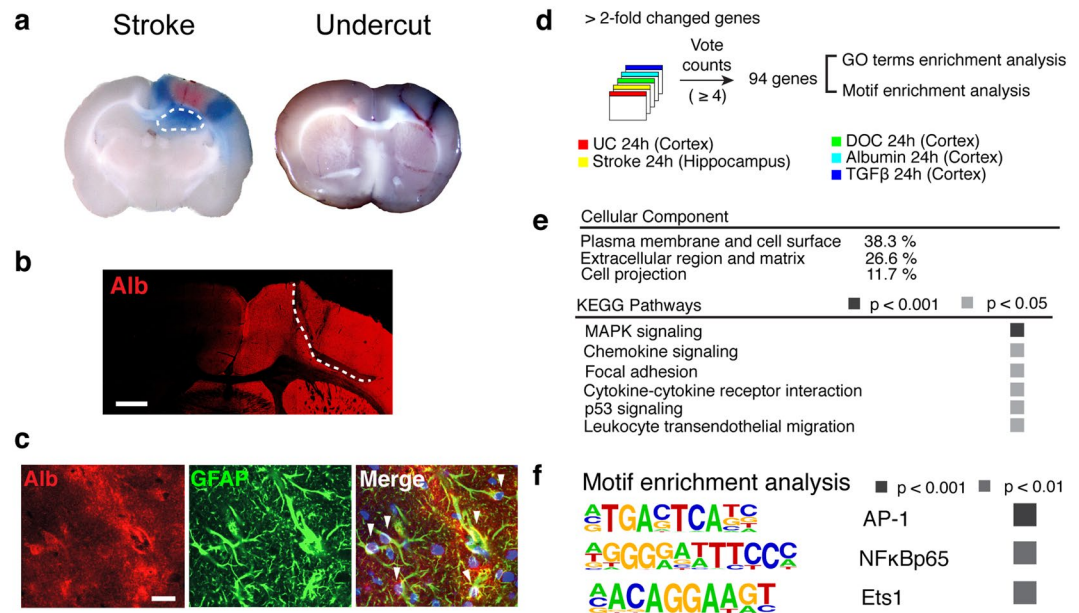 a
Stroke
Undercut
b
Alb
c
Alb
GFAP
Merge
d
> 2-fold changed genes
Vote
counts
( ≥ 4)
94 genes
GO terms enrichment analysis
Motif enrichment analysis
UC 24h (Cortex)
Stroke 24h (Hippocampus)
DOC 24h (Cortex)
Albumin 24h (Cortex)
TGFβ 24h (Cortex)
e
Cellular Component
Plasma membrane and cell surface 38.3 %
Extracellular region and matrix 26.6 %
Cell projection 11.7 %
KEGG Pathways p < 0.001 p < 0.05
MAPK signaling
Chemokine signaling
Focal adhesion
Cytokine-cytokine receptor interaction
p53 signaling
Leukocyte transendothelial migration
f
Motif enrichment analysis p < 0.001 p < 0.01
TGACTCA
AP-1
GGGGATTTCCC
NFκBp65
AACAGGAAGT
Ets1